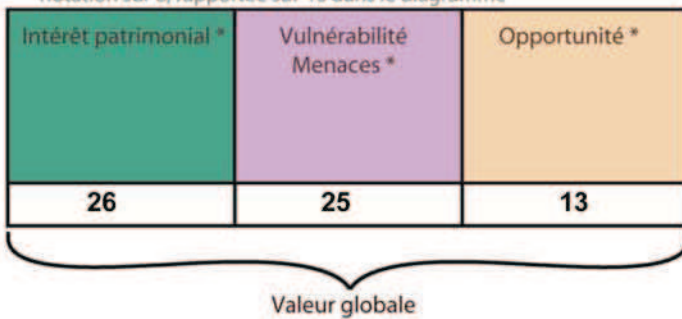 Intérêt patrimonial *
Vulnérabilité
Menaces *
Opportunité *
26
25
13
Valeur globale